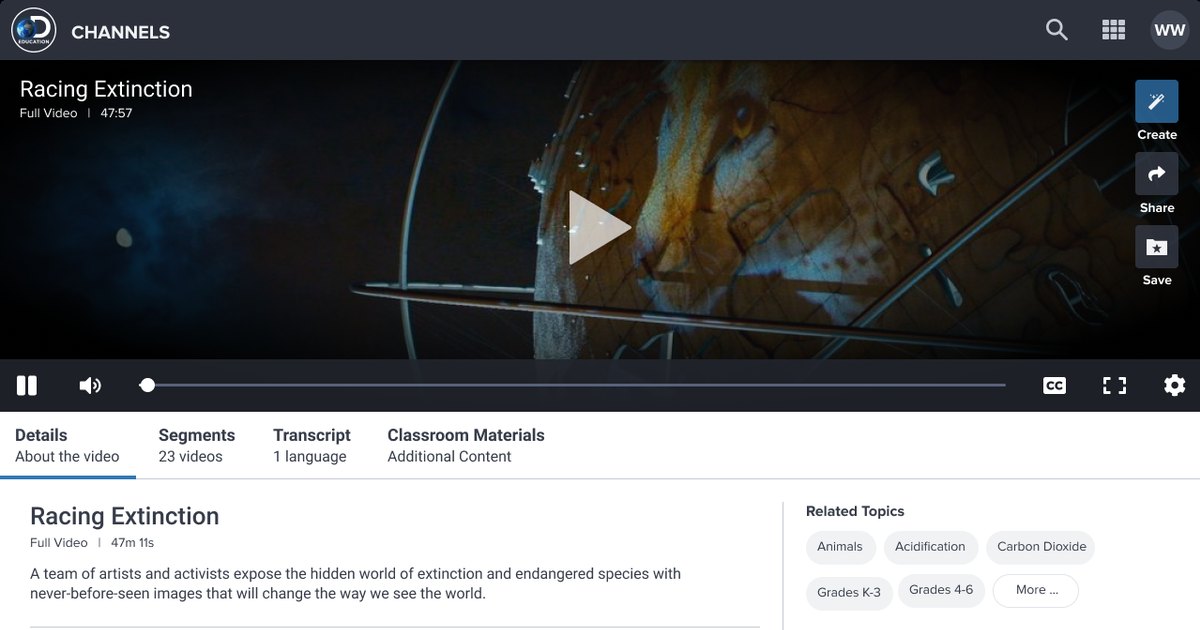 EDUCATION
CHANNELS
WW
Racing Extinction
Full Video | 47:57
Create
Share
Save
CC
Details
About the video
Segments
23 videos
Transcript
1 language
Classroom Materials
Additional Content
Racing Extinction
Full Video | 47m 11s
A team of artists and activists expose the hidden world of extinction and endangered species with
never-before-seen images that will change the way we see the world.
Related Topics
Animals
Acidification
Carbon Dioxide
Grades K-3
Grades 4-6
More ...